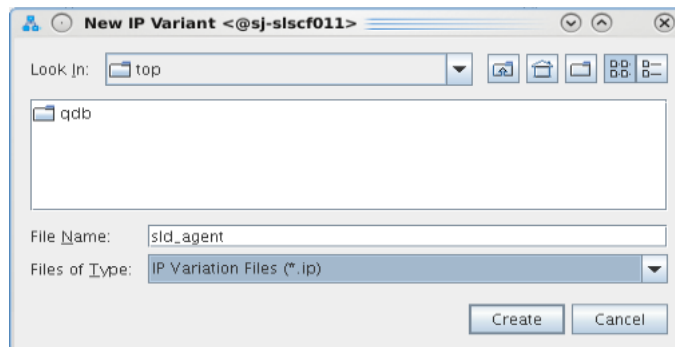 New IP Variant <@sj-slscf011>
Look In: top
qdb
File Name: sld_agent
Files of Type: IP Variation Files (*.ip)
Create Cancel